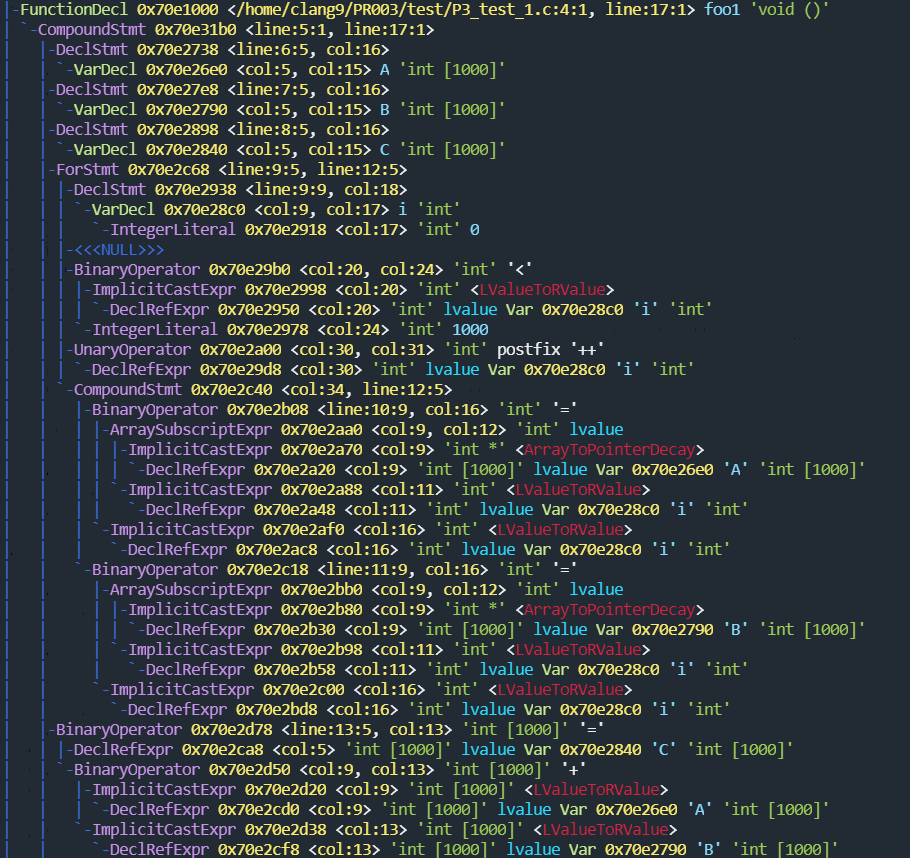 |-FunctionDecl 0x70e1000 </home/clang9/PR003/test/P3_test_1.c:4:1, line:17:1> foo1 'void ()'
| `-CompoundStmt 0x70e31b0 <line:5:1, line:17:1>
|   |-DeclStmt 0x70e2738 <line:6:5, col:16>
|   | `-VarDecl 0x70e26e0 <col:5, col:15> A 'int [1000]'
|   |-DeclStmt 0x70e27e8 <line:7:5, col:16>
|   | `-VarDecl 0x70e2790 <col:5, col:15> B 'int [1000]'
|   |-DeclStmt 0x70e2898 <line:8:5, col:16>
|   | `-VarDecl 0x70e2840 <col:5, col:15> C 'int [1000]'
|   |-ForStmt 0x70e2c68 <line:9:5, line:12:5>
|   | |-DeclStmt 0x70e2938 <line:9:9, col:18>
|   | | `-VarDecl 0x70e28c0 <col:9, col:17> i 'int'
|   | |   `-IntegerLiteral 0x70e2918 <col:17> 'int' 0
|   | |-<<<NULL>>>
|   | |-BinaryOperator 0x70e29b0 <col:20, col:24> 'int' '<'
|   | | |-ImplicitCastExpr 0x70e2998 <col:20> 'int' <LValueToRValue>
|   | | | `-DeclRefExpr 0x70e2950 <col:20> 'int' lvalue Var 0x70e28c0 'i' 'int'
|   | | `-IntegerLiteral 0x70e2978 <col:24> 'int' 1000
|   | |-UnaryOperator 0x70e2a00 <col:30, col:31> 'int' postfix '++'
|   | | `-DeclRefExpr 0x70e29d8 <col:30> 'int' lvalue Var 0x70e28c0 'i' 'int'
|   | `-CompoundStmt 0x70e2c40 <col:34, line:12:5>
|   |   |-BinaryOperator 0x70e2b08 <line:10:9, col:16> 'int' '='
|   |   | |-ArraySubscriptExpr 0x70e2aa0 <col:9, col:12> 'int' lvalue
|   |   | | |-ImplicitCastExpr 0x70e2a70 <col:9> 'int *' <ArrayToPointerDecay>
|   |   | | | `-DeclRefExpr 0x70e2a20 <col:9> 'int [1000]' lvalue Var 0x70e26e0 'A' 'int [1000]'
|   |   | | `-ImplicitCastExpr 0x70e2a88 <col:11> 'int' <LValueToRValue>
|   |   | |   `-DeclRefExpr 0x70e2a48 <col:11> 'int' lvalue Var 0x70e28c0 'i' 'int'
|   |   | `-ImplicitCastExpr 0x70e2af0 <col:16> 'int' <LValueToRValue>
|   |   |   `-DeclRefExpr 0x70e2ac8 <col:16> 'int' lvalue Var 0x70e28c0 'i' 'int'
|   |   `-BinaryOperator 0x70e2c18 <line:11:9, col:16> 'int' '='
|   |     |-ArraySubscriptExpr 0x70e2bb0 <col:9, col:12> 'int' lvalue
|   |     | |-ImplicitCastExpr 0x70e2b80 <col:9> 'int *' <ArrayToPointerDecay>
|   |     | | `-DeclRefExpr 0x70e2b30 <col:9> 'int [1000]' lvalue Var 0x70e2790 'B' 'int [1000]'
|   |     | `-ImplicitCastExpr 0x70e2b98 <col:11> 'int' <LValueToRValue>
|   |     |   `-DeclRefExpr 0x70e2b58 <col:11> 'int' lvalue Var 0x70e28c0 'i' 'int'
|   |     `-ImplicitCastExpr 0x70e2c00 <col:16> 'int' <LValueToRValue>
|   |       `-DeclRefExpr 0x70e2bd8 <col:16> 'int' lvalue Var 0x70e28c0 'i' 'int'
|   |-BinaryOperator 0x70e2d78 <line:13:5, col:13> 'int [1000]' '='
|   | |-DeclRefExpr 0x70e2ca8 <col:5> 'int [1000]' lvalue Var 0x70e2840 'C' 'int [1000]'
|   | `-BinaryOperator 0x70e2d50 <col:9, col:13> 'int [1000]' '+'
|   |   |-ImplicitCastExpr 0x70e2d20 <col:9> 'int [1000]' <LValueToRValue>
|   |   | `-DeclRefExpr 0x70e2cd0 <col:9> 'int [1000]' lvalue Var 0x70e26e0 'A' 'int [1000]'
|   |   `-ImplicitCastExpr 0x70e2d38 <col:13> 'int [1000]' <LValueToRValue>
|   |     `-DeclRefExpr 0x70e2cf8 <col:13> 'int [1000]' lvalue Var 0x70e2790 'B' 'int [1000]'